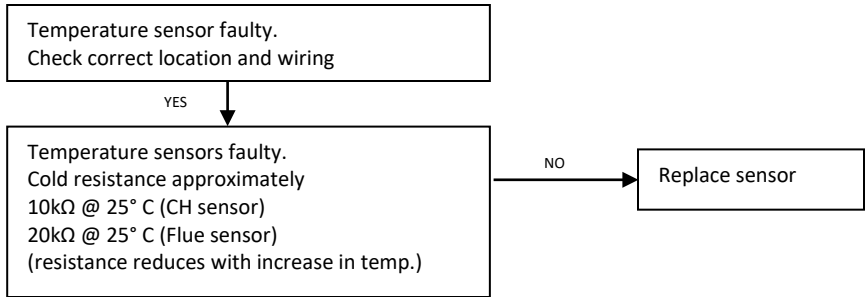 Temperature sensor faulty.
Check correct location and wiring
YES
Temperature sensors faulty.
Cold resistance approximately
10kΩ @ 25° C (CH sensor)
20kΩ @ 25° C (Flue sensor)
(resistance reduces with increase in temp.)
NO
Replace sensor